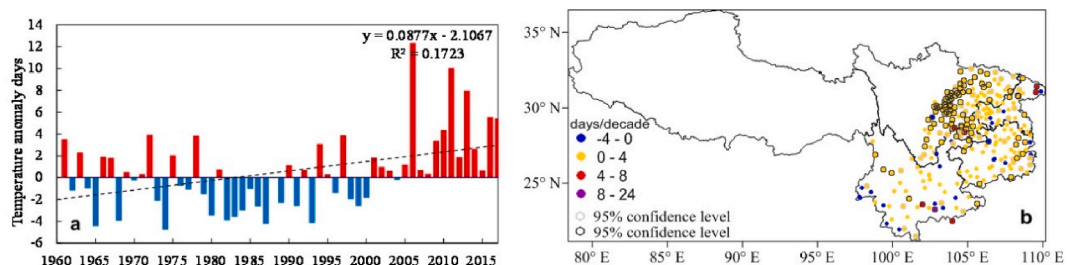 14
12
10
8
6
4
2
0
-2
-4
-6
Temperature anomaly days
y = 0.0877x - 2.1067
R² = 0.1723
a
1960 1965 1970 1975 1980 1985 1990 1995 2000 2005 2010 2015
35° N
30° N
25° N
days/decade
-4 - 0
0 - 4
4 - 8
8 - 24
95% confidence level
95% confidence level
b
80° E 85° E 90° E 95° E 100° E 105° E 110° E